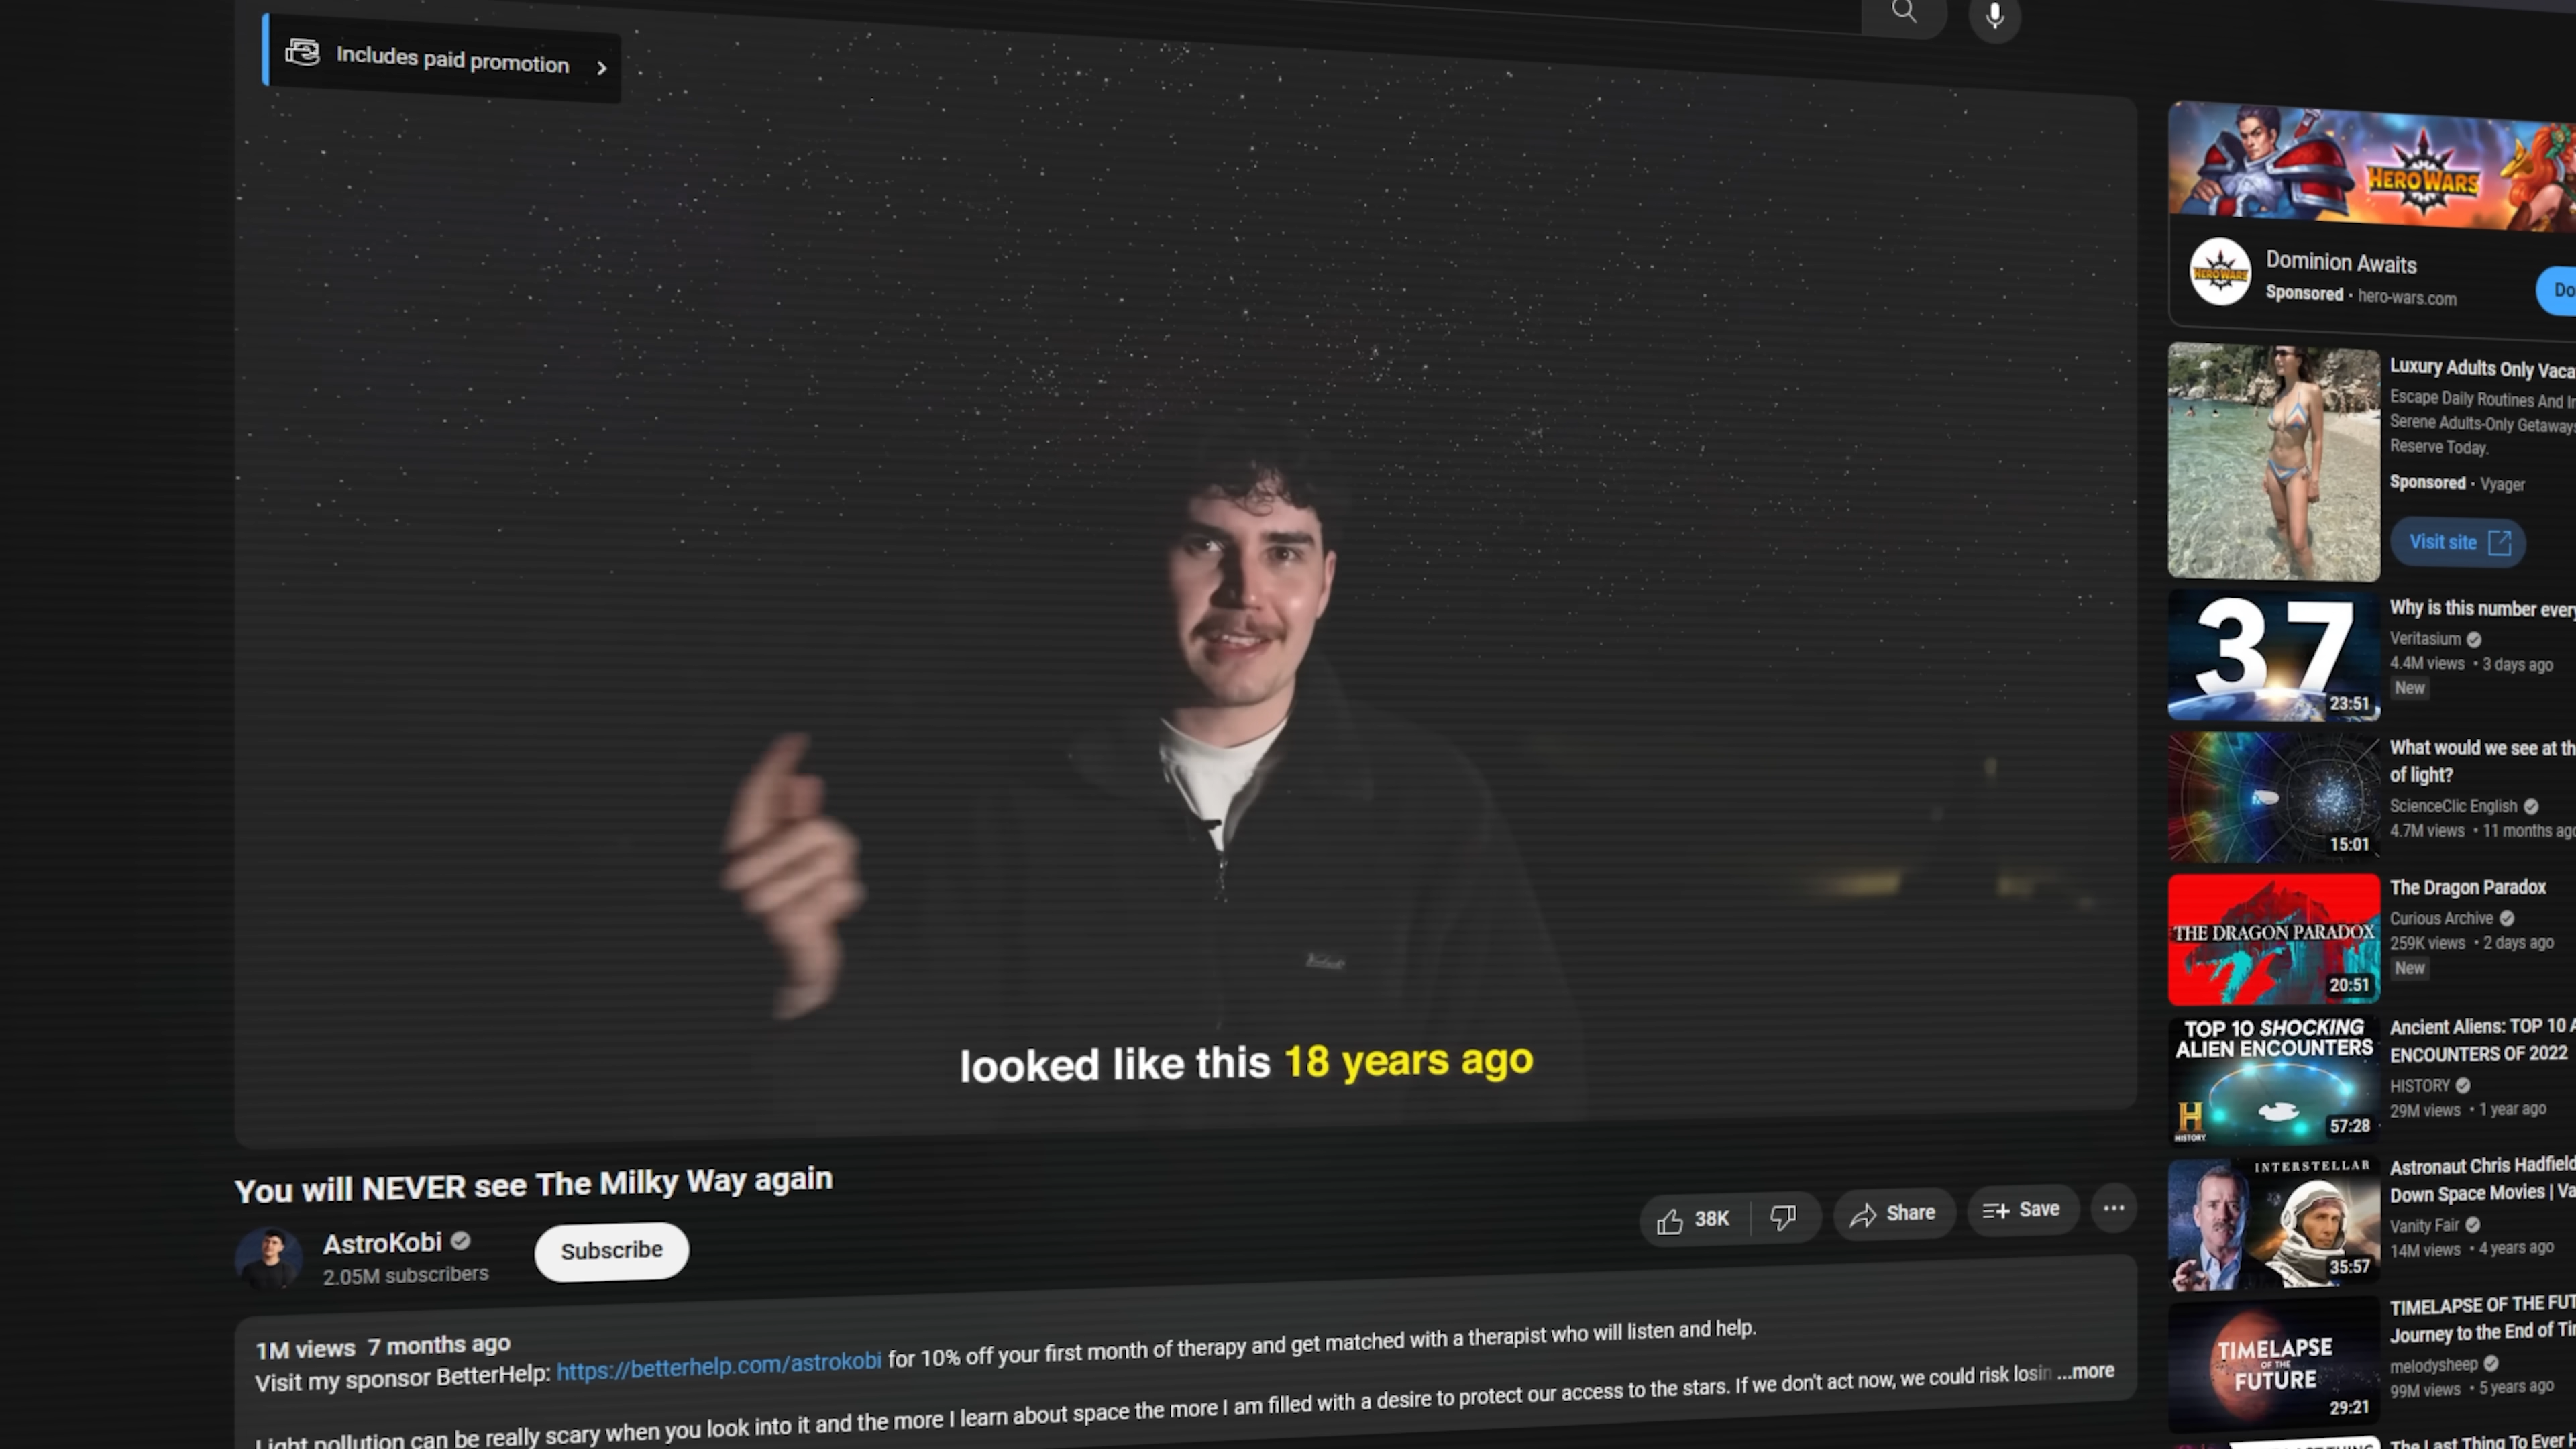 Includes paid promotion
looked like this 18 years ago
You will NEVER see The Milky Way again
AstroKobi
2.05M subscribers
Subscribe
38K
Share
Save
1M views 7 months ago
Visit my sponsor BetterHelp: https://betterhelp.com/astrokobi for 10% off your first month of therapy and get matched with a therapist who will listen and help.
Light pollution can be really scary when you look into it and the more I learn about space the more I am filled with a desire to protect our access to the stars. If we don't act now, we could risk losin ...more
HERO WARS
HERO WARS
Dominion Awaits
Sponsored · hero-wars.com
Do
Luxury Adults Only Vaca
Escape Daily Routines And In
Serene Adults-Only Getaways
Reserve Today.
Sponsored · Vyager
Visit site
37
23:51
Why is this number every
Veritasium
4.4M views • 3 days ago
New
15:01
What would we see at th
of light?
ScienceClic English
4.7M views • 11 months ago
THE DRAGON PARADOX
20:51
The Dragon Paradox
Curious Archive
259K views • 2 days ago
New
TOP 10 SHOCKING
ALIEN ENCOUNTERS
H
HISTORY
57:28
Ancient Aliens: TOP 10 A
ENCOUNTERS OF 2022
HISTORY
29M views • 1 year ago
INTERSTELLAR
35:57
Astronaut Chris Hadfield
Down Space Movies | Va
Vanity Fair
14M views • 4 years ago
TIMELAPSE
OF THE
FUTURE
29:21
TIMELAPSE OF THE FUT
Journey to the End of Ti
melodysheep
99M views • 5 years ago
The Last Thing To Ever H